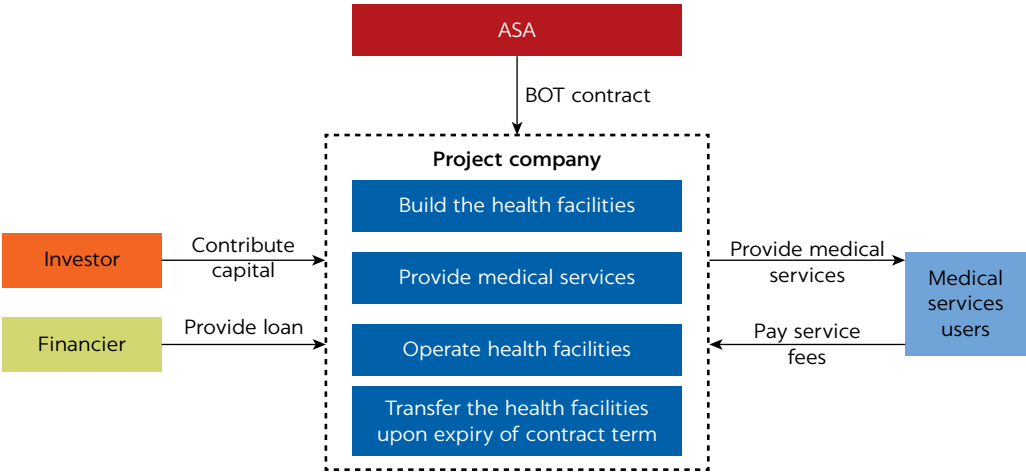 ASA
BOT contract
Project company
Build the health facilities
Investor
Contribute
capital
Provide medical services
Provide medical
services
Medical
services
users
Financier
Provide loan
Operate health facilities
Pay service
fees
Transfer the health facilities
upon expiry of contract term